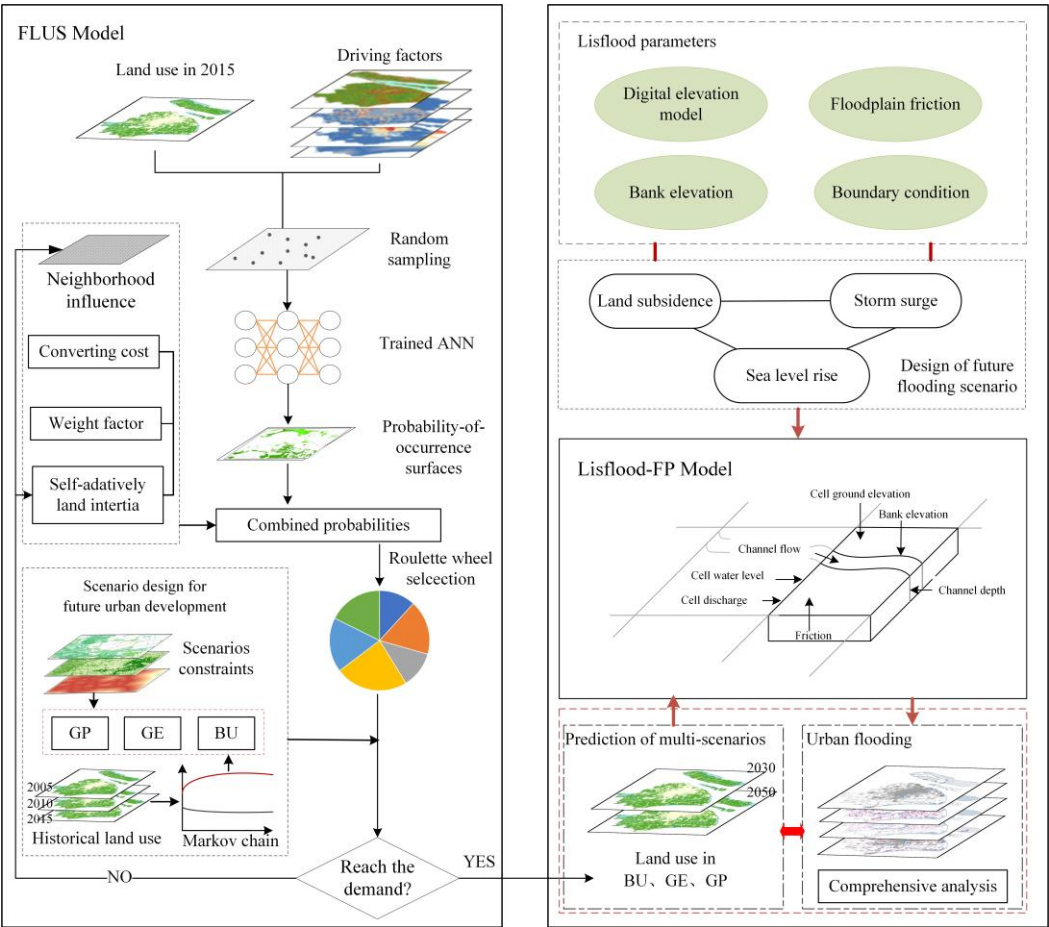 FLUS Model
Land use in 2015
Driving factors
Random
sampling
Neighborhood
influence
Converting cost
Weight factor
Self-adatively
land intertia
Trained ANN
Probability-of-
occurrence
surfaces
Combined probabilities
Roulette wheel
selcection
Scenario design for
future urban development
Scenarios
constraints
GP
GE
BU
2005
2010
2015
Historical land use
Markov chain
Reach the
demand?
NO
YES
Lisflood parameters
Digital elevation
model
Floodplain friction
Bank elevation
Boundary condition
Land subsidence
Storm surge
Sea level rise
Design of future
flooding scenario
Lisflood-FP Model
Cell ground elevation
Bank elevation
Channel flow
Cell water level
Cell discharge
Channel depth
Friction
Prediction of multi-scenarios
2030
2050
Land use in
BU、GE、GP
Urban flooding
Comprehensive analysis